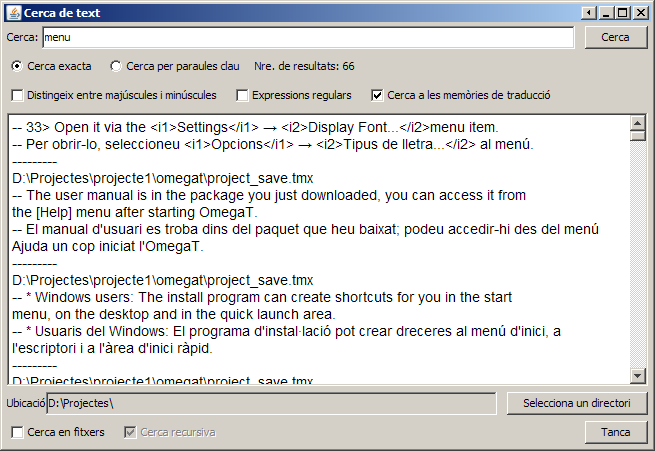 Cerca de text
Cerca: menu Cerca
Cerca exacta Cerca per paraules clau Nre. de resultats: 66
Distingeix entre majúscules i minúscules Expressions regulars Cerca a les memòries de traducció
-- 33> Open it via the <i1>Settings</i1> → <i2>Display Font...</i2>menu item.
-- Per obrir-lo, seleccioneu <i1>Opcions</i1> → <i2>Tipus de lletra...</i2> al menú.
---------
D:\Projectes\projecte1\omegat\project_save.tmx
-- The user manual is in the package you just downloaded, you can access it from
the [Help] menu after starting OmegaT.
-- El manual d'usuari es troba dins del paquet que heu baixat; podeu accedir-hi des del menú
Ajuda un cop iniciat l'OmegaT.
---------
D:\Projectes\projecte1\omegat\project_save.tmx
-- * Windows users: The install program can create shortcuts for you in the start
menu, on the desktop and in the quick launch area.
-- * Usuaris del Windows: El programa d'instal·lació pot crear dreceres al menú d'inici, a
l'escriptori i a l'àrea d'inici ràpid.
---------
D:\Projectes\projecte1\omegat\project_save.tmx
Ubicació D:\Projectes\ Selecciona un directori
Cerca en fitxers Cerca recursiva Tanca